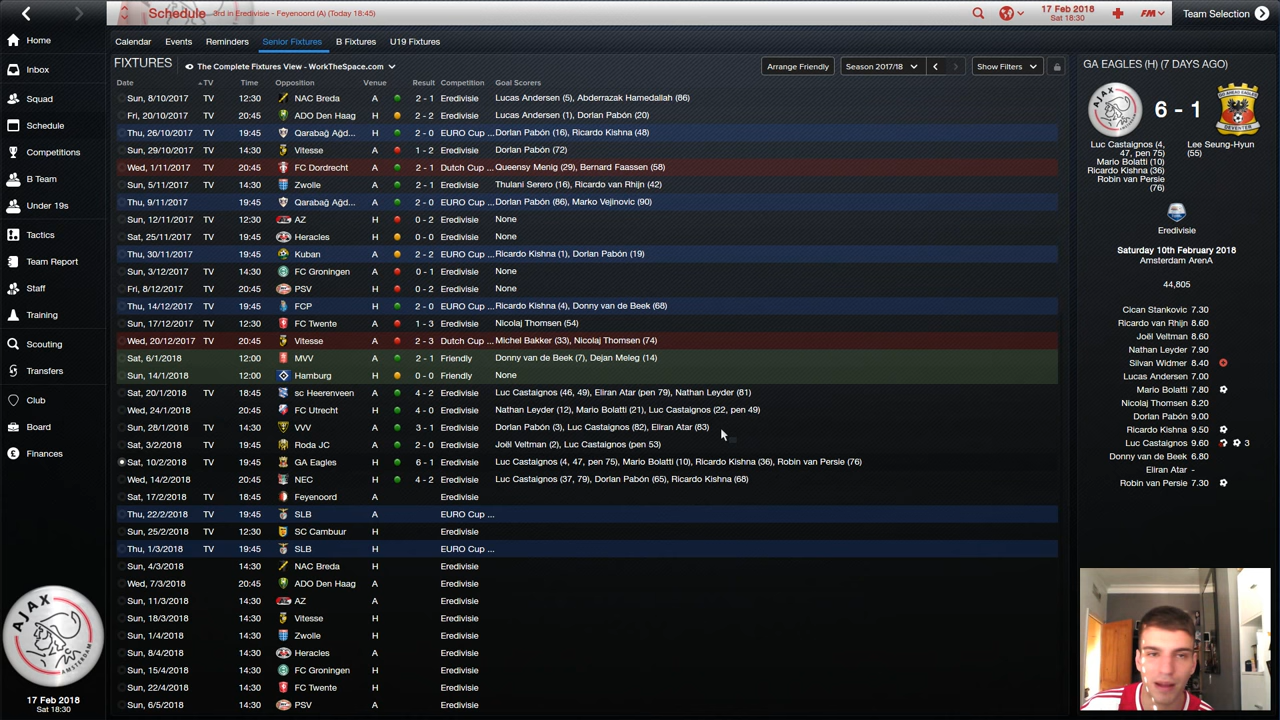 Schedule 3rd in Eredivisie - Feyenoord (A) (Today 18:45)
17 Feb 2018
Sat 18:30
FM
Team Selection
Home
Inbox
Squad
Schedule
Competitions
B Team
Under 19s
Tactics
Team Report
Staff
Training
Scouting
Transfers
Club
Board
Finances
17 Feb 2018
Sat 18:30
Calendar Events Reminders Senior Fixtures B Fixtures U19 Fixtures
FIXTURES The Complete Fixtures View - WorkTheSpace.com
Arrange Friendly Season 2017/18 Show Filters
Date TV Time Opposition Venue Result Competition Goal Scorers
Sun, 8/10/2017 TV 12:30 NAC Breda A 2 - 1 Eredivisie Lucas Andersen (5), Abderrazak Hamedallah (86)
Fri, 20/10/2017 TV 20:45 ADO Den Haag H 2 - 2 Eredivisie Lucas Andersen (1), Dorlan Pabón (20)
Thu, 26/10/2017 TV 19:45 Qarabağ Ağd... H 2 - 0 EURO Cup ... Dorlan Pabón (16), Ricardo Kishna (48)
Sun, 29/10/2017 TV 14:30 Vitesse A 1 - 2 Eredivisie Dorlan Pabón (72)
Wed, 1/11/2017 TV 20:45 FC Dordrecht A 2 - 1 Dutch Cup ... Queensy Menig (29), Bernard Faassen (58)
Sun, 5/11/2017 TV 14:30 Zwolle A 2 - 1 Eredivisie Thulani Serero (16), Ricardo van Rhijn (42)
Thu, 9/11/2017 TV 19:45 Qarabağ Ağd... A 2 - 0 EURO Cup ... Dorlan Pabón (86), Marko Vejinovic (90)
Sun, 12/11/2017 TV 12:30 AZ H 0 - 2 Eredivisie None
Sat, 25/11/2017 TV 19:45 Heracles H 0 - 0 Eredivisie None
Thu, 30/11/2017 TV 19:45 Kuban A 2 - 2 EURO Cup ... Ricardo Kishna (1), Dorlan Pabón (19)
Sun, 3/12/2017 TV 14:30 FC Groningen A 0 - 1 Eredivisie None
Fri, 8/12/2017 TV 20:45 PSV H 0 - 2 Eredivisie None
Thu, 14/12/2017 TV 19:45 FCP H 2 - 0 EURO Cup ... Ricardo Kishna (4), Donny van de Beek (68)
Sun, 17/12/2017 TV 12:30 FC Twente A 1 - 3 Eredivisie Nicolaj Thomsen (54)
Wed, 20/12/2017 TV 20:45 Vitesse A 2 - 3 Dutch Cup ... Michel Bakker (33), Nicolaj Thomsen (74)
Sat, 6/1/2018 12:00 MVV A 2 - 1 Friendly Donny van de Beek (7), Dejan Meleg (14)
Sun, 14/1/2018 12:00 Hamburg H 0 - 0 Friendly None
Sat, 20/1/2018 TV 18:45 sc Heerenveen A 4 - 2 Eredivisie Luc Castaignos (46, 49), Eliran Atar (pen 79), Nathan Leyder (81)
Wed, 24/1/2018 20:45 FC Utrecht H 4 - 0 Eredivisie Nathan Leyder (12), Mario Bolatti (21), Luc Castaignos (22, pen 49)
Sun, 28/1/2018 TV 14:30 VVV A 3 - 1 Eredivisie Dorlan Pabón (3), Luc Castaignos (82), Eliran Atar (83)
Sat, 3/2/2018 TV 19:45 Roda JC A 2 - 0 Eredivisie Joël Veltman (2), Luc Castaignos (pen 53)
Sat, 10/2/2018 TV 19:45 GA Eagles H 6 - 1 Eredivisie Luc Castaignos (4, 47, pen 75), Mario Bolatti (10), Ricardo Kishna (36), Robin van Persie (76)
Wed, 14/2/2018 20:45 NEC H 4 - 2 Eredivisie Luc Castaignos (37, 79), Dorlan Pabón (65), Ricardo Kishna (68)
Sat, 17/2/2018 TV 18:45 Feyenoord A Eredivisie
Thu, 22/2/2018 TV 19:45 SLB A EURO Cup ...
Sun, 25/2/2018 TV 12:30 SC Cambuur H Eredivisie
Thu, 1/3/2018 TV 19:45 SLB H EURO Cup ...
Sun, 4/3/2018 14:30 NAC Breda H Eredivisie
Wed, 7/3/2018 20:45 ADO Den Haag A Eredivisie
Sun, 11/3/2018 14:30 AZ A Eredivisie
Sun, 18/3/2018 14:30 Vitesse H Eredivisie
Sun, 1/4/2018 14:30 Zwolle H Eredivisie
Sun, 8/4/2018 14:30 Heracles A Eredivisie
Sun, 15/4/2018 14:30 FC Groningen H Eredivisie
Sun, 22/4/2018 14:30 FC Twente H Eredivisie
Sun, 6/5/2018 14:30 PSV A Eredivisie
GA EAGLES (H) (7 DAYS AGO)
AJAX
6 - 1
Luc Castaignos (4, 47, pen 75)
Mario Bolatti (10)
Ricardo Kishna (36)
Robin van Persie (76)
Lee Seung-Hyun (55)
Eredivisie
Saturday 10th February 2018
Amsterdam ArenA
44,805
Cican Stankovic 7.30
Ricardo van Rhijn 8.60
Joël Veltman 8.60
Nathan Leyder 7.90
Silvan Widmer 8.40
Lucas Andersen 7.00
Mario Bolatti 7.80
Nicolaj Thomsen 8.20
Dorlan Pabón 9.00
Ricardo Kishna 9.50
Luc Castaignos 9.60 3
Donny van de Beek 6.80
Eliran Atar -
Robin van Persie 7.30
AJAX
AMSTERDAM